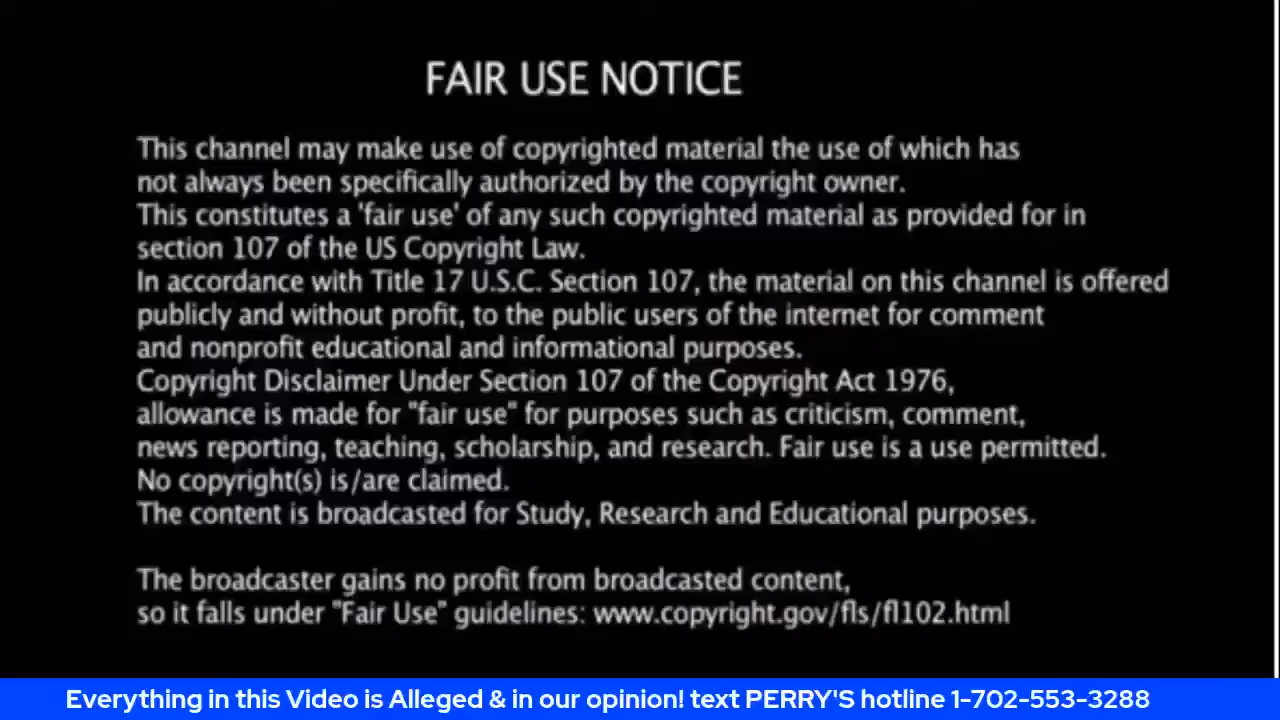 FAIR USE NOTICE
This channel may make use of copyrighted material the use of which has
not always been specifically authorized by the copyright owner.
This constitutes a 'fair use' of any such copyrighted material as provided for in
section 107 of the US Copyright Law.
In accordance with Title 17 U.S.C. Section 107, the material on this channel is offered
publicly and without profit, to the public users of the internet for comment
and nonprofit educational and informational purposes.
Copyright Disclaimer Under Section 107 of the Copyright Act 1976,
allowance is made for "fair use" for purposes such as criticism, comment,
news reporting, teaching, scholarship, and research. Fair use is a use permitted.
No copyright(s) is/are claimed.
The content is broadcasted for Study, Research and Educational purposes.
The broadcaster gains no profit from broadcasted content,
so it falls under "Fair Use" guidelines: www.copyright.gov/fls/fl102.html
Everything in this Video is Alleged & in our opinion! text PERRY'S hotline 1-702-553-3288